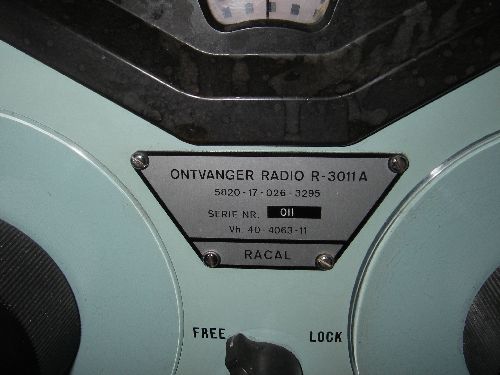 ONTVANGER RADIO R-3011A
5820-17-026-3295
SERIE NR. 011
Vh. 40-4063-11
RACAL
FREE LOCK